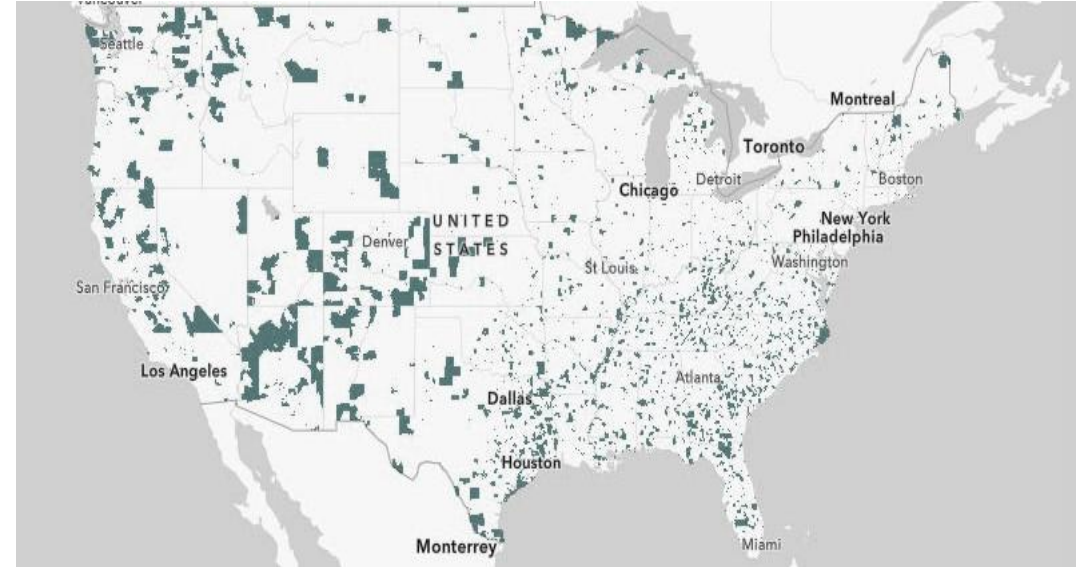 Vancouver
Seattle
Montreal
Toronto
Detroit
Boston
Chicago
New York
Philadelphia
UNITED
STATES
Denver
Washington
St Louis
San Francisco
Los Angeles
Atlanta
Dallas
Houston
Monterrey
Miami